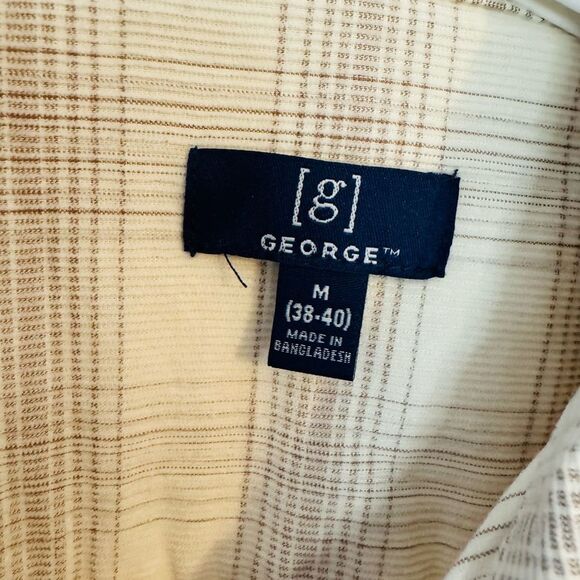 [g]
GEORGE™
M
(38-40)
MADE IN
BANGLADESH